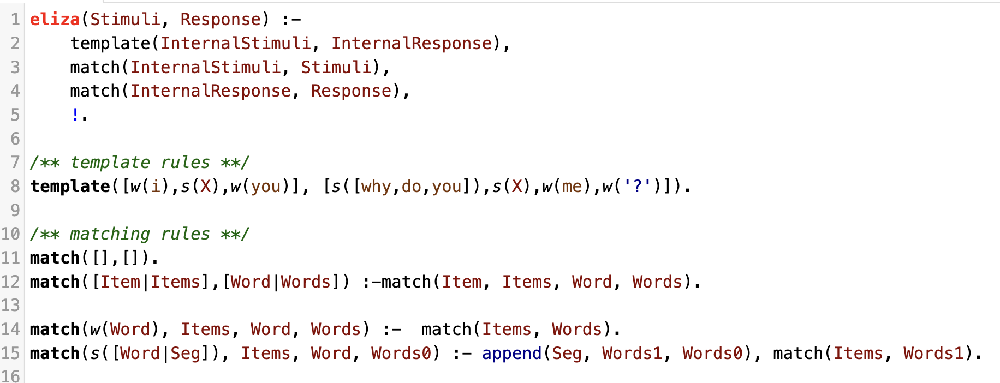 1 eliza(Stimuli, Response) :-
2     template(InternalStimuli, InternalResponse),
3     match(InternalStimuli, Stimuli),
4     match(InternalResponse, Response),
5     !.
6
7 /** template rules **/
8 template([w(i),s(X),w(you)], [s([why,do,you]),s(X),w(me),w('?')]).
9
10 /** matching rules **/
11 match([],[]).
12 match([Item|Items],[Word|Words]) :-match(Item, Items, Word, Words).
13
14 match(w(Word), Items, Word, Words) :-  match(Items, Words).
15 match(s([Word|Seg]), Items, Word, Words0) :- append(Seg, Words1, Words0), match(Items, Words1).
16